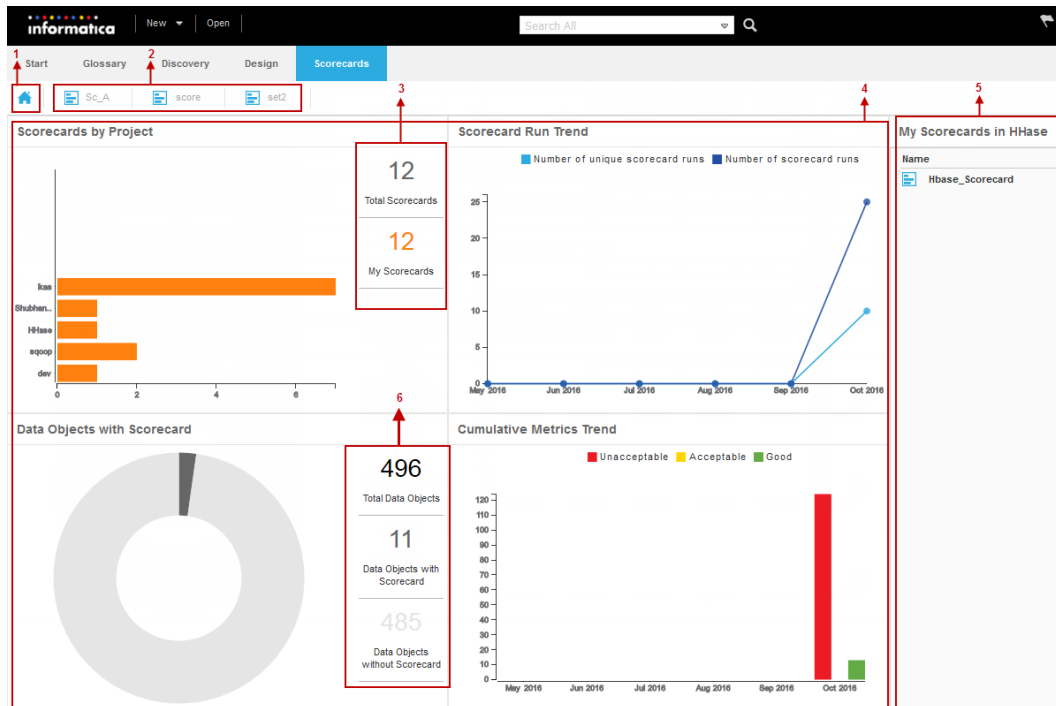 informatica
New
Open
Search All
1
2
Start
Glossary
Discovery
Design
Scorecards
Sc_A
score
set2
3
4
5
Scorecards by Project
12
Total Scorecards
12
My Scorecards
Ikas
Shubhan...
HHase
sqoop
dev
0
2
4
6
Scorecard Run Trend
Number of unique scorecard runs
Number of scorecard runs
25
20
15
10
5
0
May 2016
Jun 2016
Jul 2016
Aug 2016
Sep 2016
Oct 2016
My Scorecards in HHase
Name
Hbase_Scorecard
6
Data Objects with Scorecard
496
Total Data Objects
11
Data Objects with
Scorecard
485
Data Objects
without Scorecard
Cumulative Metrics Trend
Unacceptable
Acceptable
Good
120
110
100
90
80
70
60
50
40
30
20
10
0
May 2016
Jun 2016
Jul 2016
Aug 2016
Sep 2016
Oct 2016